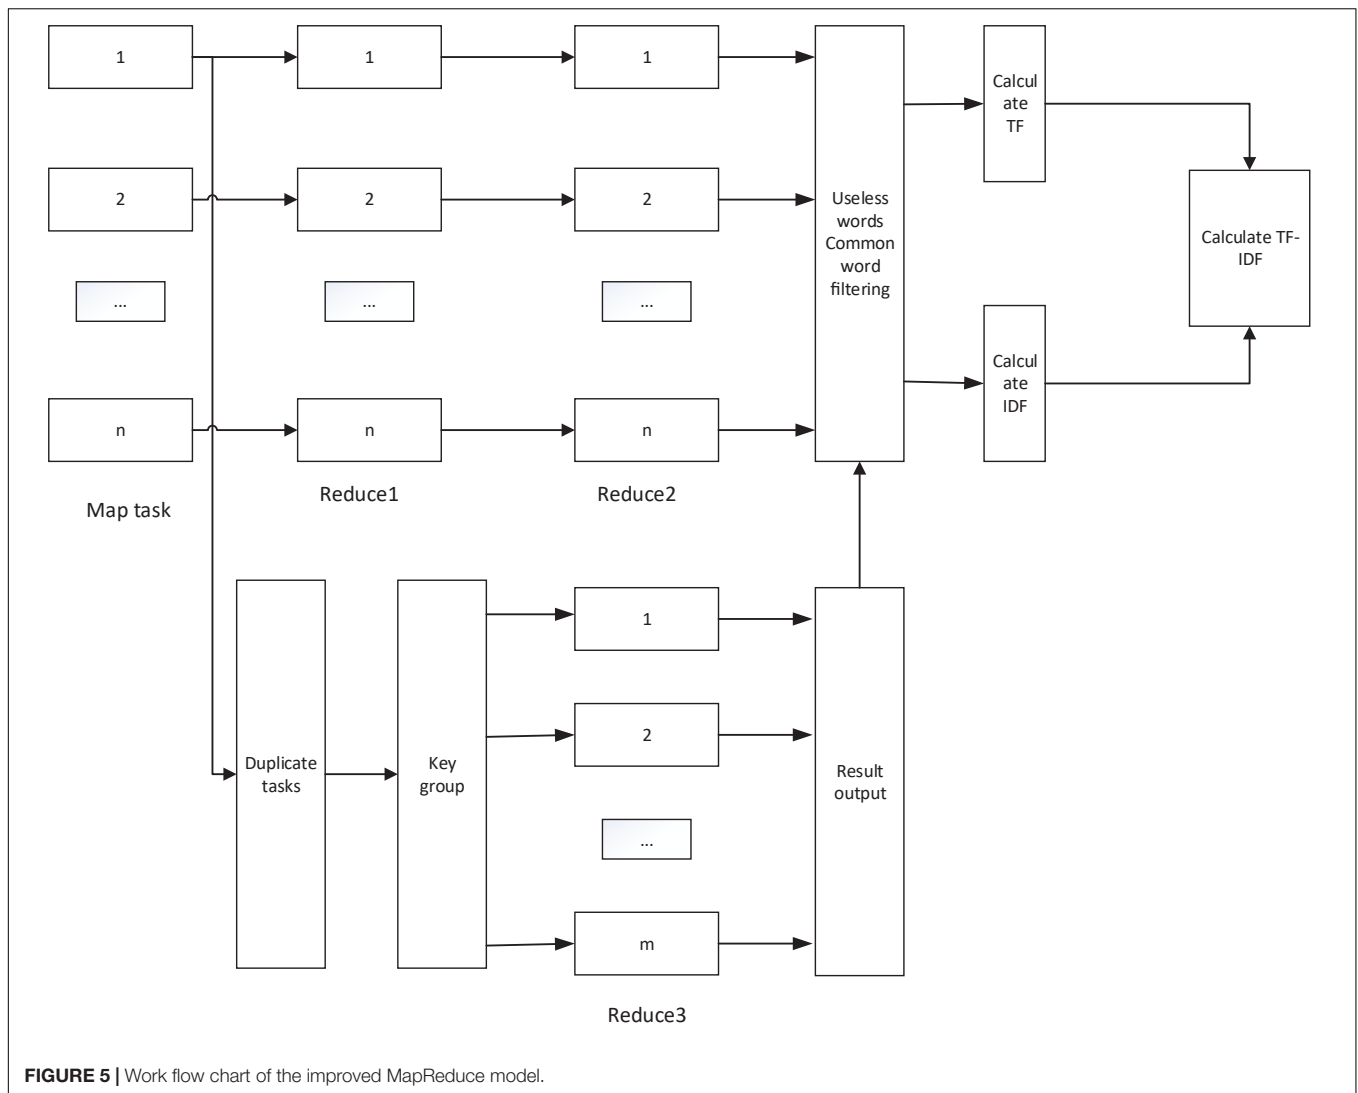 1
1
1
Calcul
ate
TF
2
2
2
Useless
words
Common
word
filtering
Calculate TF-
IDF
...
...
...
Calcul
ate
IDF
n
n
n
Map task
Reduce1
Reduce2
Duplicate
tasks
Key
group
1
2
...
m
Reduce3
Result
output
FIGURE 5 | Work flow chart of the improved MapReduce model.